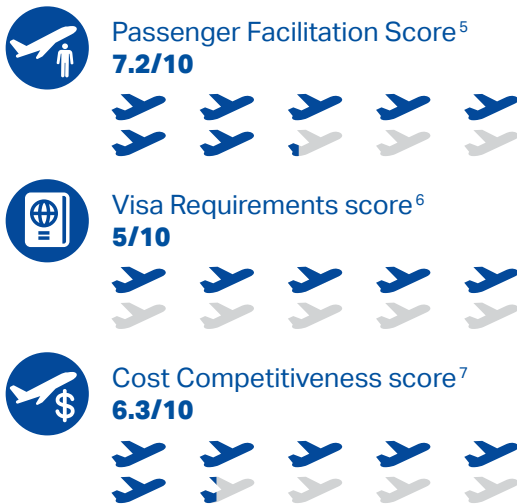 Passenger Facilitation Score⁵
7.2/10
Visa Requirements score⁶
5/10
Cost Competitiveness score⁷
6.3/10
$